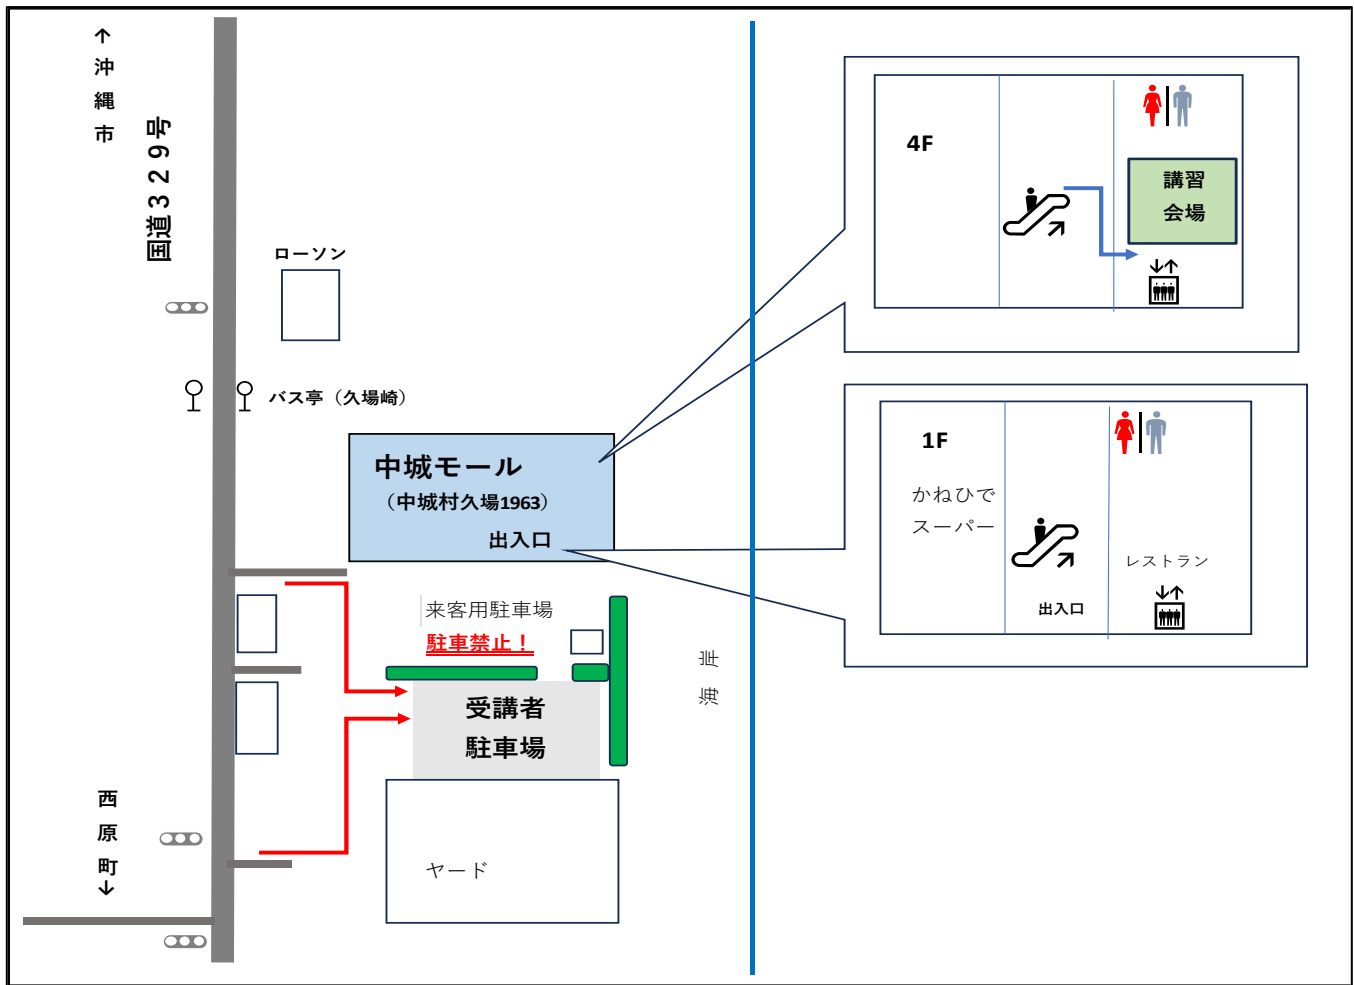 ↑沖縄市
国道３２９号
ローソン
バス亭（久場崎）
中城モール
（中城村久場1963）
出入口
来客用駐車場
駐車禁止！
受講者
駐車場
ヤード
西原町↓
海岸
4F
講習
会場
1F
かねひで
スーパー
レストラン
出入口